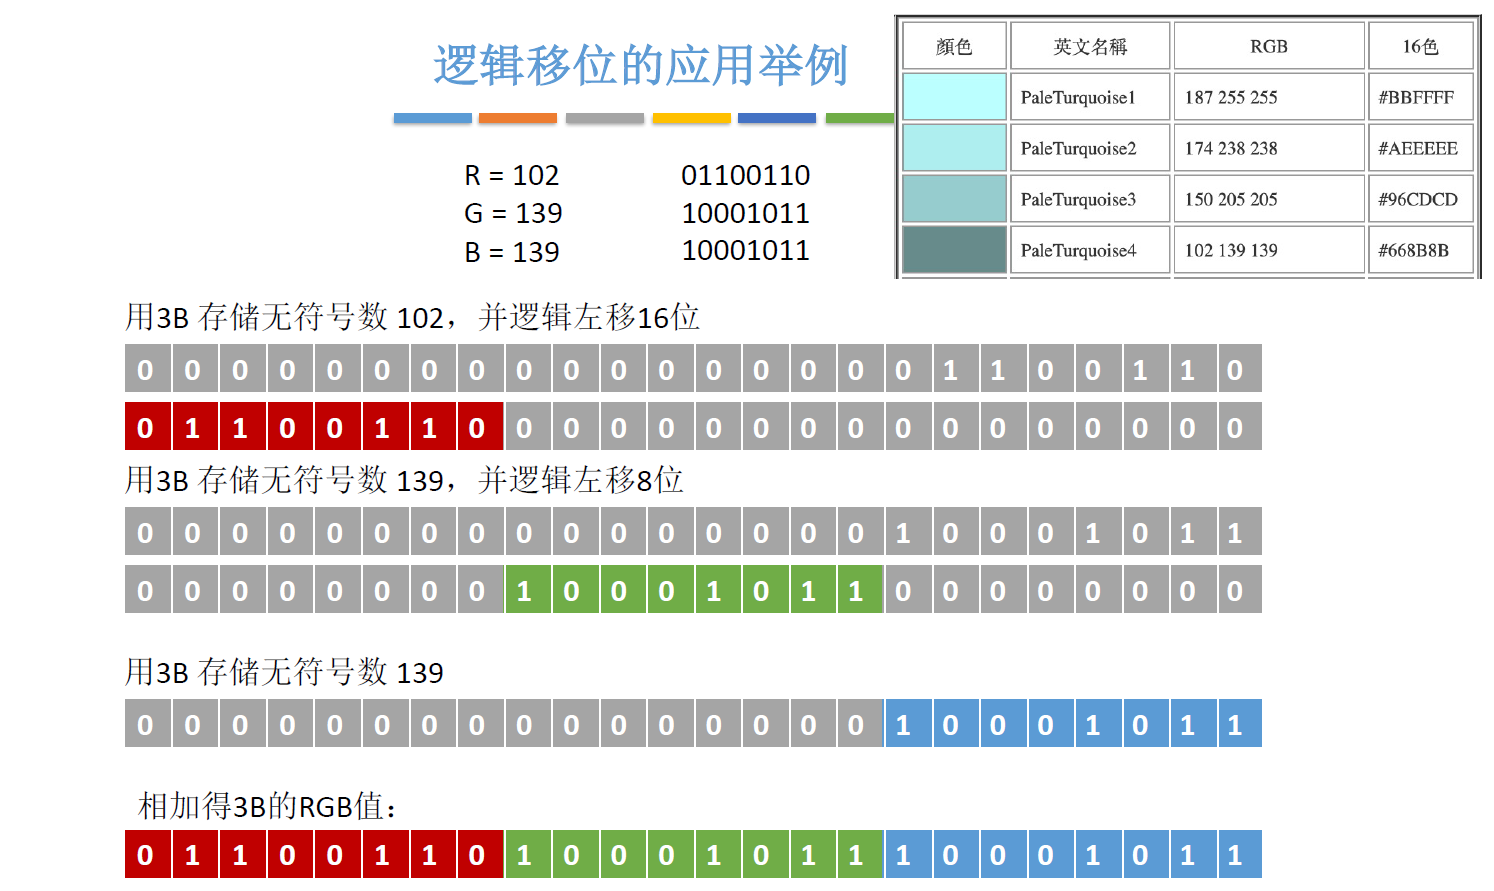 逻辑移位的应用举例
顏色 英文名稱 RGB 16色
PaleTurquoise1 187 255 255 #BBFFFF
PaleTurquoise2 174 238 238 #AEEEEE
PaleTurquoise3 150 205 205 #96CDCD
PaleTurquoise4 102 139 139 #668B8B
R = 102 01100110
G = 139 10001011
B = 139 10001011
用3B 存储无符号数 102，并逻辑左移16位
0 0 0 0 0 0 0 0 0 0 0 0 0 0 0 0 0 1 1 0 0 1 1 0
0 1 1 0 0 1 1 0 0 0 0 0 0 0 0 0 0 0 0 0 0 0 0 0
用3B 存储无符号数 139，并逻辑左移8位
0 0 0 0 0 0 0 0 0 0 0 0 0 0 0 0 1 0 0 0 1 0 1 1
0 0 0 0 0 0 0 0 1 0 0 0 1 0 1 1 0 0 0 0 0 0 0 0
用3B 存储无符号数 139
0 0 0 0 0 0 0 0 0 0 0 0 0 0 0 0 1 0 0 0 1 0 1 1
相加得3B的RGB值：
0 1 1 0 0 1 1 0 1 0 0 0 1 0 1 1 1 0 0 0 1 0 1 1